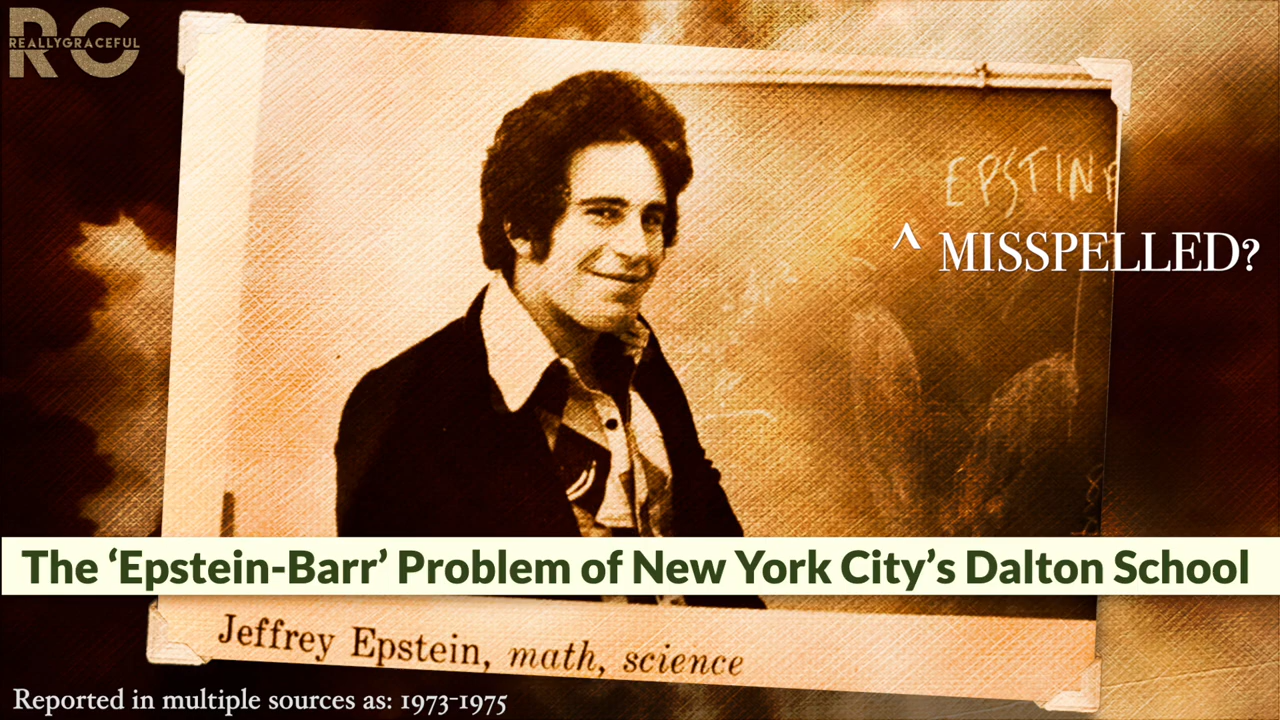 RG
REALLYGRACEFUL
EPSTINE
^ MISSPELLED?
The ‘Epstein-Barr’ Problem of New York City’s Dalton School
Jeffrey Epstein, math, science
Reported in multiple sources as: 1973-1975